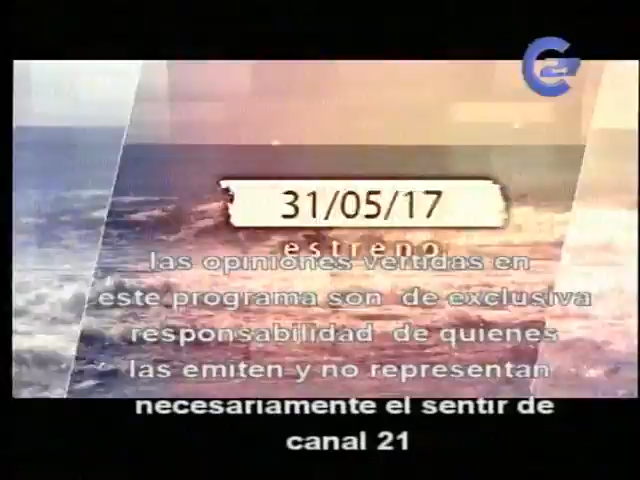 31/05/17
estreno
las opiniones vertidas en
este programa son de exclusiva
responsabilidad de quienes
las emiten y no representan
necesariamente el sentir de
canal 21